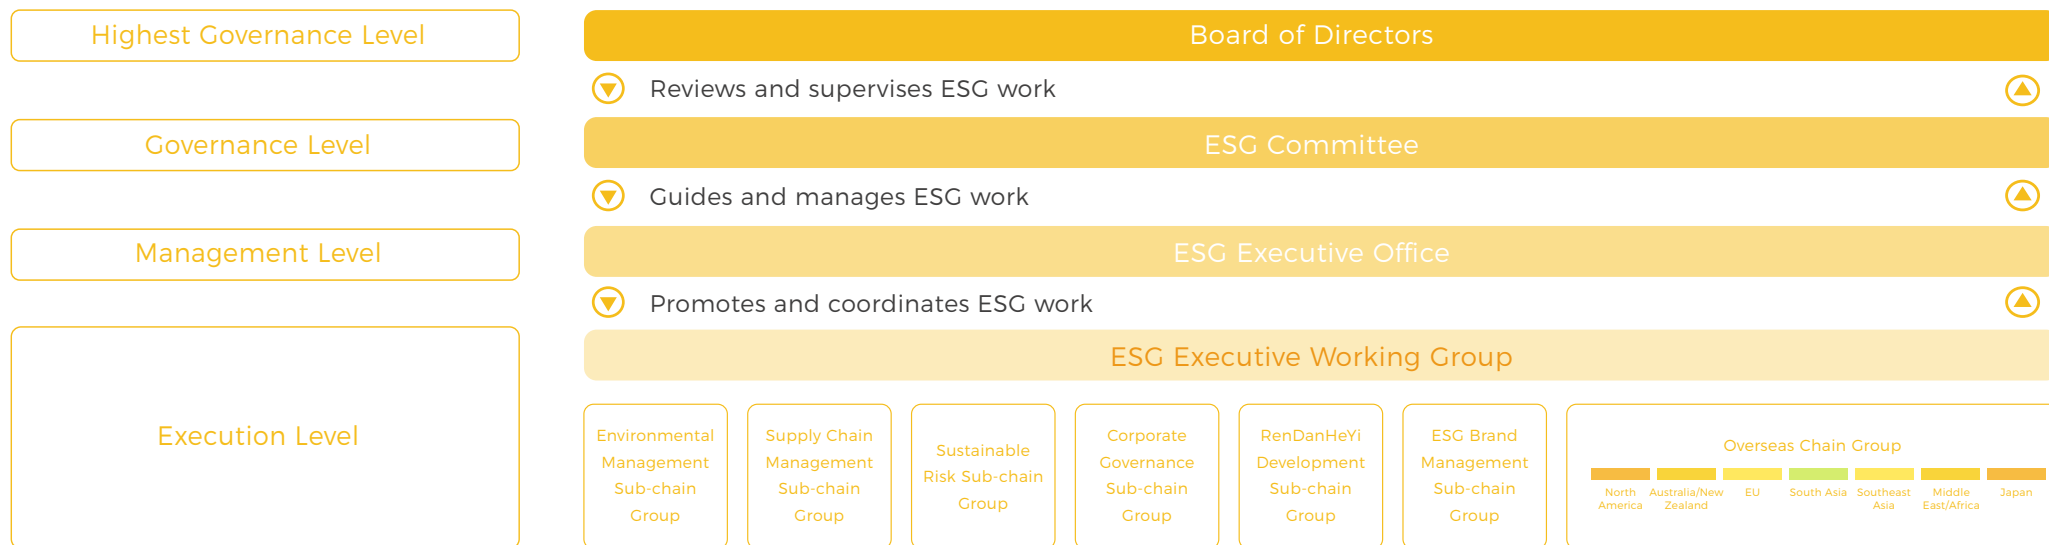 Highest Governance Level
Board of Directors
Reviews and supervises ESG work
Governance Level
ESG Committee
Guides and manages ESG work
Management Level
ESG Executive Office
Promotes and coordinates ESG work
ESG Executive Working Group
Execution Level
Environmental
Management
Sub-chain
Group
Supply Chain
Management
Sub-chain
Group
Sustainable
Risk Sub-chain
Group
Corporate
Governance
Sub-chain
Group
RenDanHeYi
Development
Sub-chain
Group
ESG Brand
Management
Sub-chain
Group
Overseas Chain Group
North
America
Australia/New
Zealand
EU
South Asia
Southeast
Asia
Middle
East/Africa
Japan